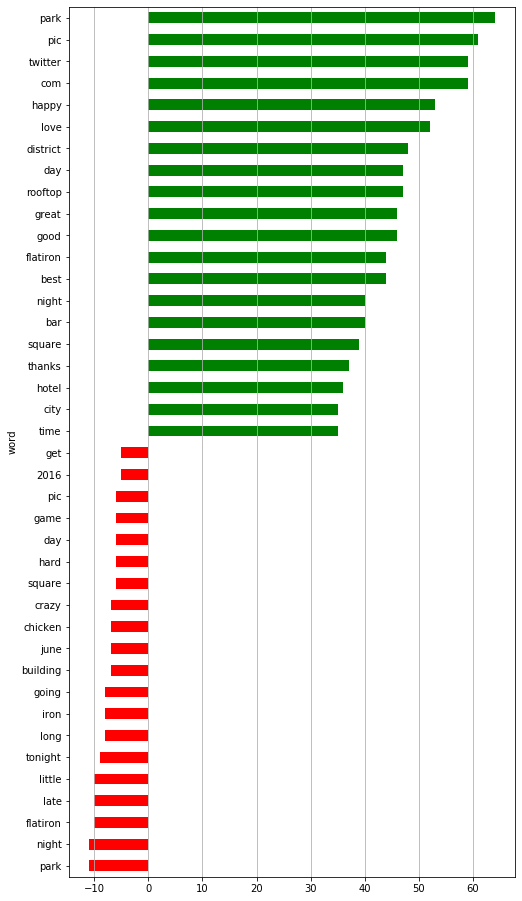 park
pic
twitter
com
happy
love
district
day
rooftop
great
good
flatiron
best
night
bar
square
thanks
hotel
city
time
word
get
2016
pic
game
day
hard
square
crazy
chicken
june
building
going
iron
long
tonight
little
late
flatiron
night
park
−10 0 10 20 30 40 50 60